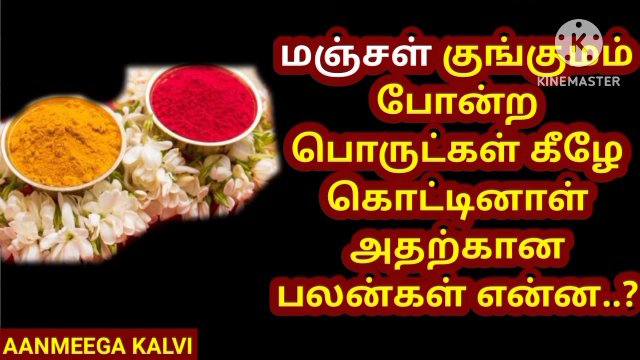 மஞ்சள் குங்குமம்
போன்ற
பொருட்கள் கீழே
கொட்டினாள்
அதற்கான
பலன்கள் என்ன..?
K
KINEMASTER
AANMEEGA KALVI